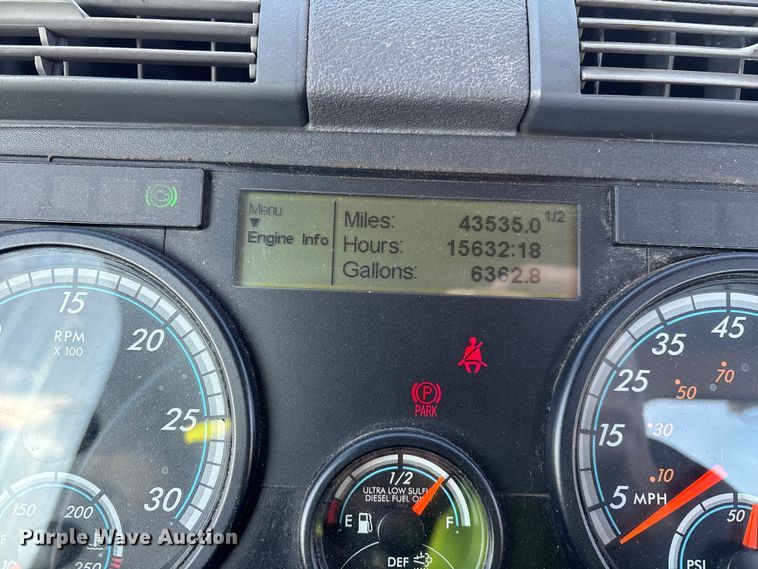 Menu
Engine Info
Miles: 43535.0 1/2
Hours: 15632:18
Gallons: 6362.8
15
20
25
30
RPM
X 100
150
200
250
PARK
P
1/2
ULTRA LOW SULFUR
DIESEL FUEL ONLY
E
F
DEF
5 MPH
15
25
35
45
10
30
50
70
50
PSI
Purple Wave Auction